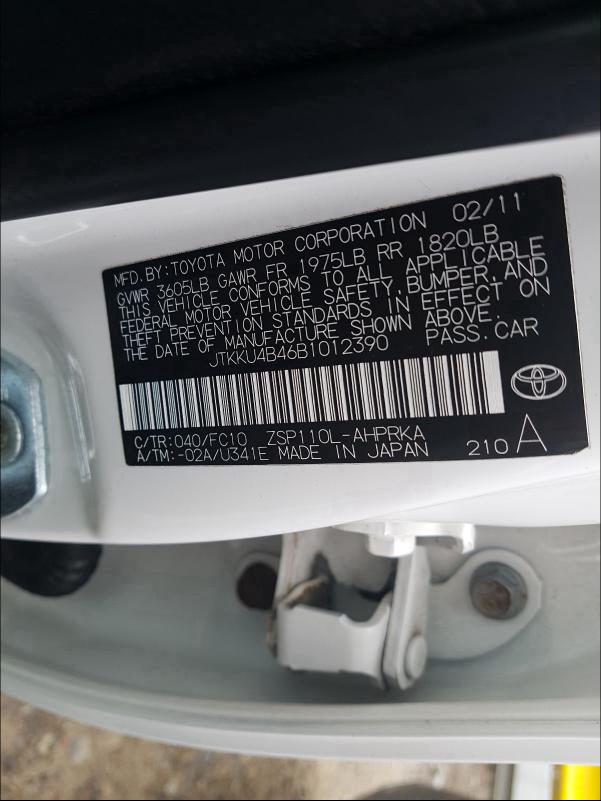 MFD.BY:TOYOTA MOTOR CORPORATION 02/11
GVWR 3605LB GAWR FR 1975LB RR 1820LB
THIS VEHICLE CONFORMS TO ALL APPLICABLE
FEDERAL MOTOR VEHICLE SAFETY,BUMPER,AND
THEFT PREVENTION STANDARDS IN EFFECT ON
THE DATE OF MANUFACTURE SHOWN ABOVE.
JTKKU4B46B1012390 PASS.CAR
C/TR:040/FC10 ZSP110L-AHPRKA
A/TM:-02A/U341E MADE IN JAPAN 210 A